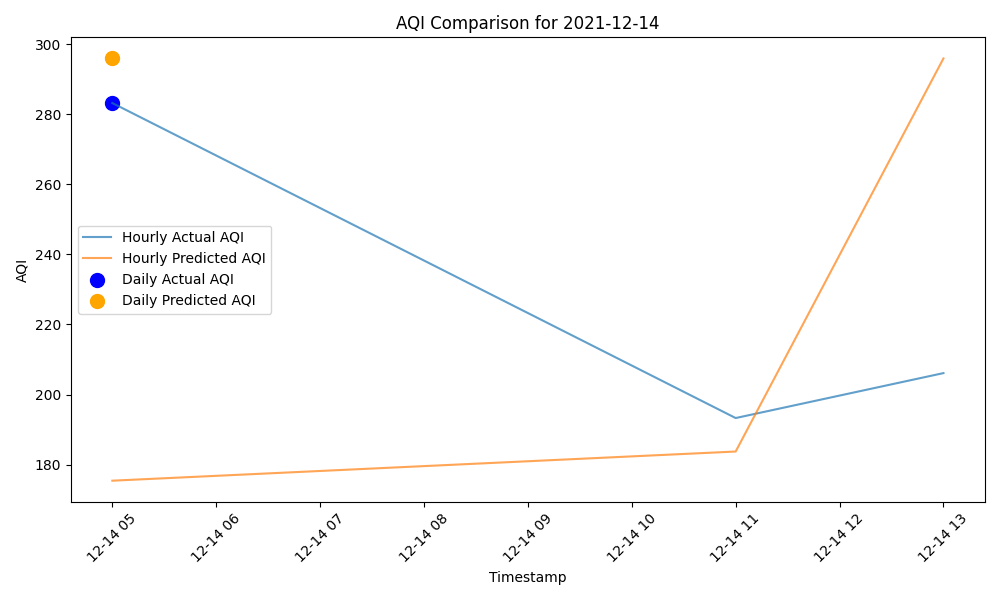 AQI Comparison for 2021-12-14
AQI
300
280
260
240
220
200
180
Hourly Actual AQI
Hourly Predicted AQI
Daily Actual AQI
Daily Predicted AQI
12-14 05
12-14 06
12-14 07
12-14 08
12-14 09
12-14 10
12-14 11
12-14 12
12-14 13
Timestamp